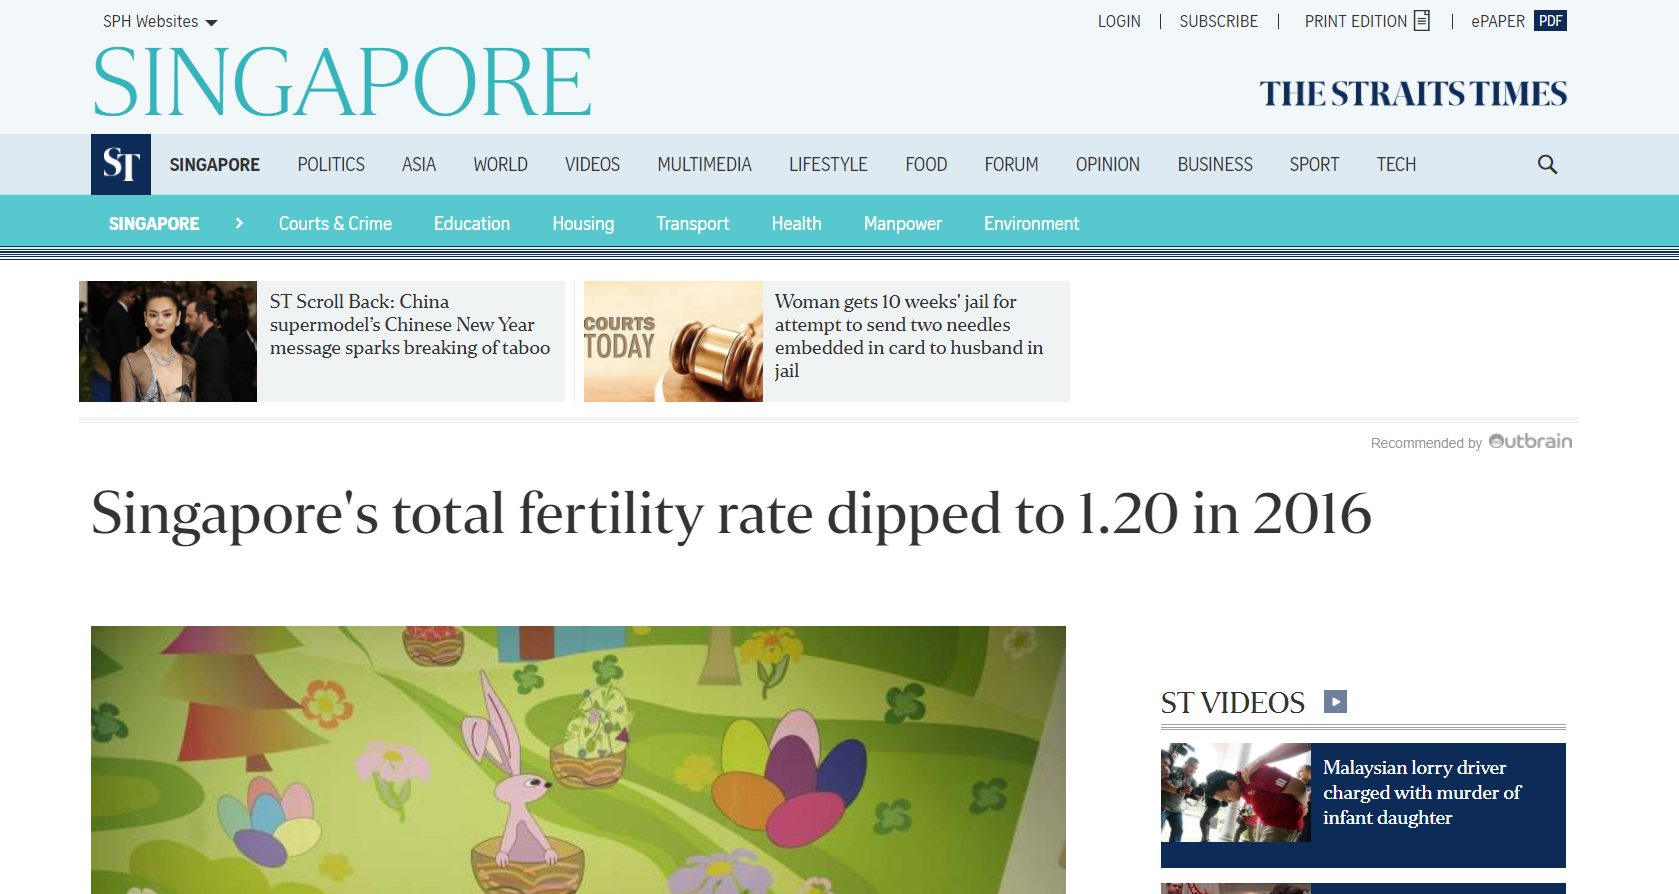 SPH Websites
LOGIN | SUBSCRIBE | PRINT EDITION | ePAPER PDF
SINGAPORE
THE STRAITS TIMES
ST SINGAPORE POLITICS ASIA WORLD VIDEOS MULTIMEDIA LIFESTYLE FOOD FORUM OPINION BUSINESS SPORT TECH
SINGAPORE > Courts & Crime Education Housing Transport Health Manpower Environment
ST Scroll Back: China
supermodel’s Chinese New Year
message sparks breaking of taboo
COURTS
TODAY
Woman gets 10 weeks' jail for
attempt to send two needles
embedded in card to husband in
jail
Recommended by Outbrain
Singapore's total fertility rate dipped to 1.20 in 2016
ST VIDEOS
Malaysian lorry driver
charged with murder of
infant daughter